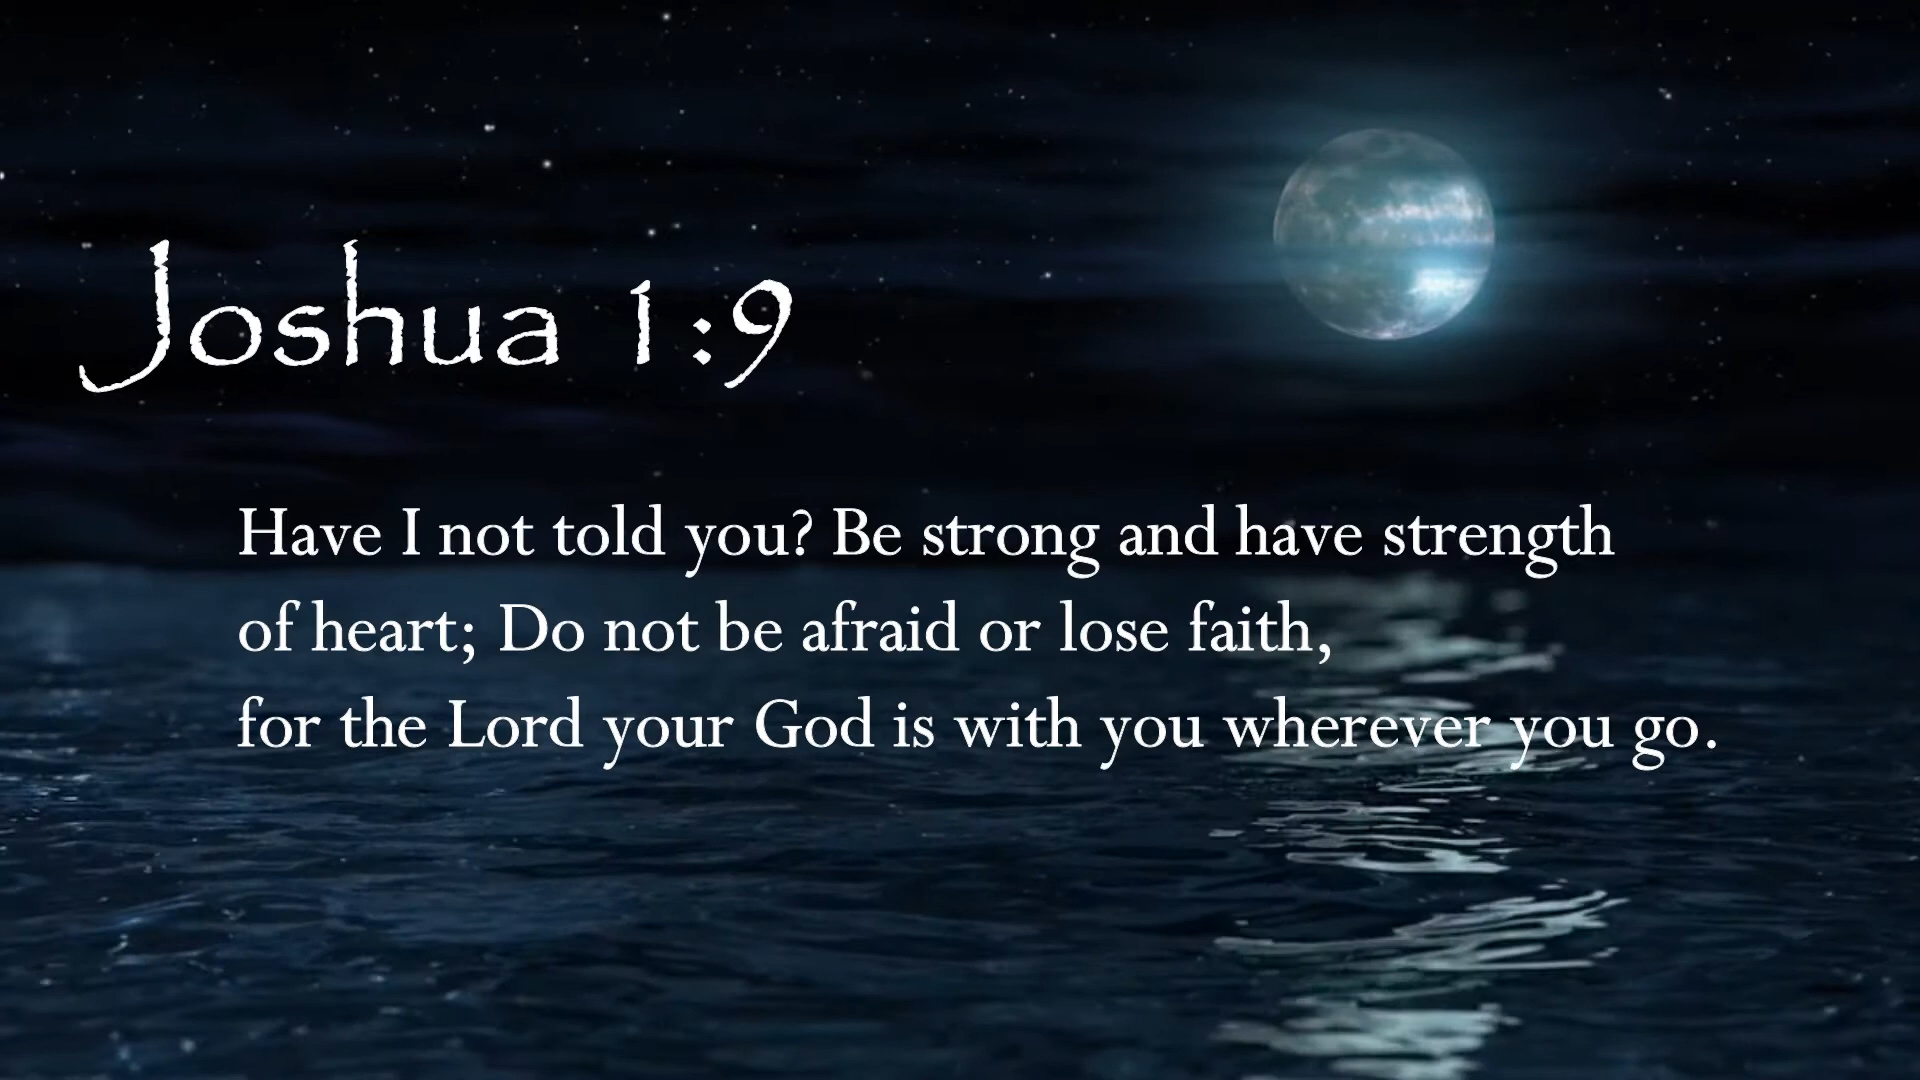 Joshua 1:9
Have I not told you? Be strong and have strength
of heart; Do not be afraid or lose faith,
for the Lord your God is with you wherever you go.